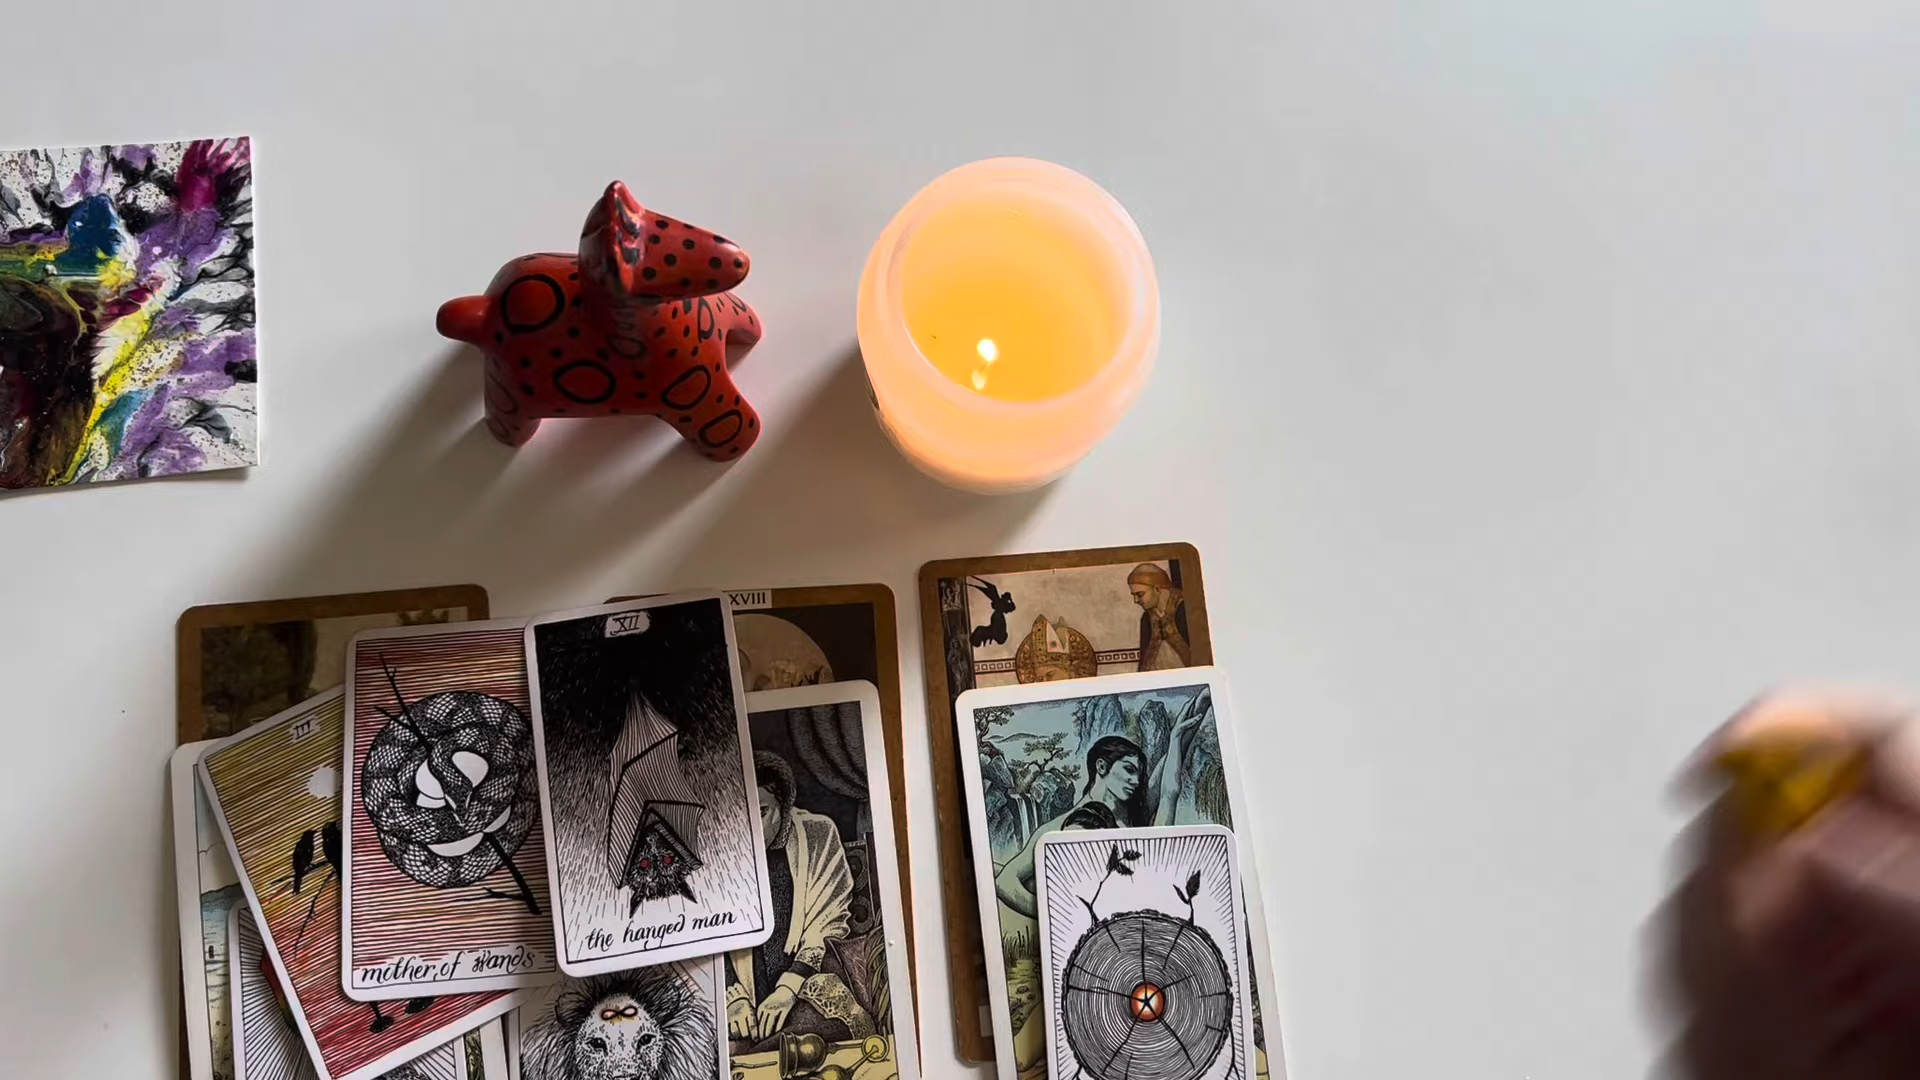 XVIII
XII
III
the hanged man
mother of wands